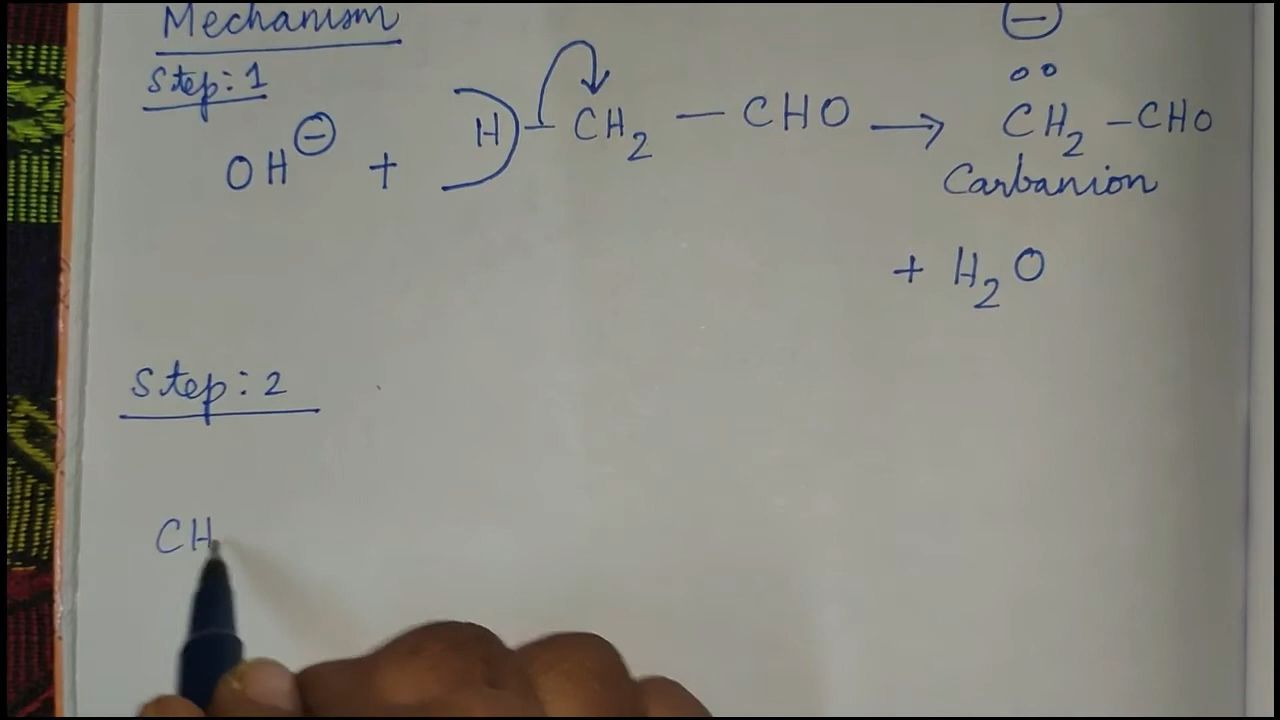 Mechanism
Step: 1
OH⊖ + H – CH₂ – CHO → ⊖ CH₂ – CHO
Carbanion
+ H₂O
Step: 2
CH